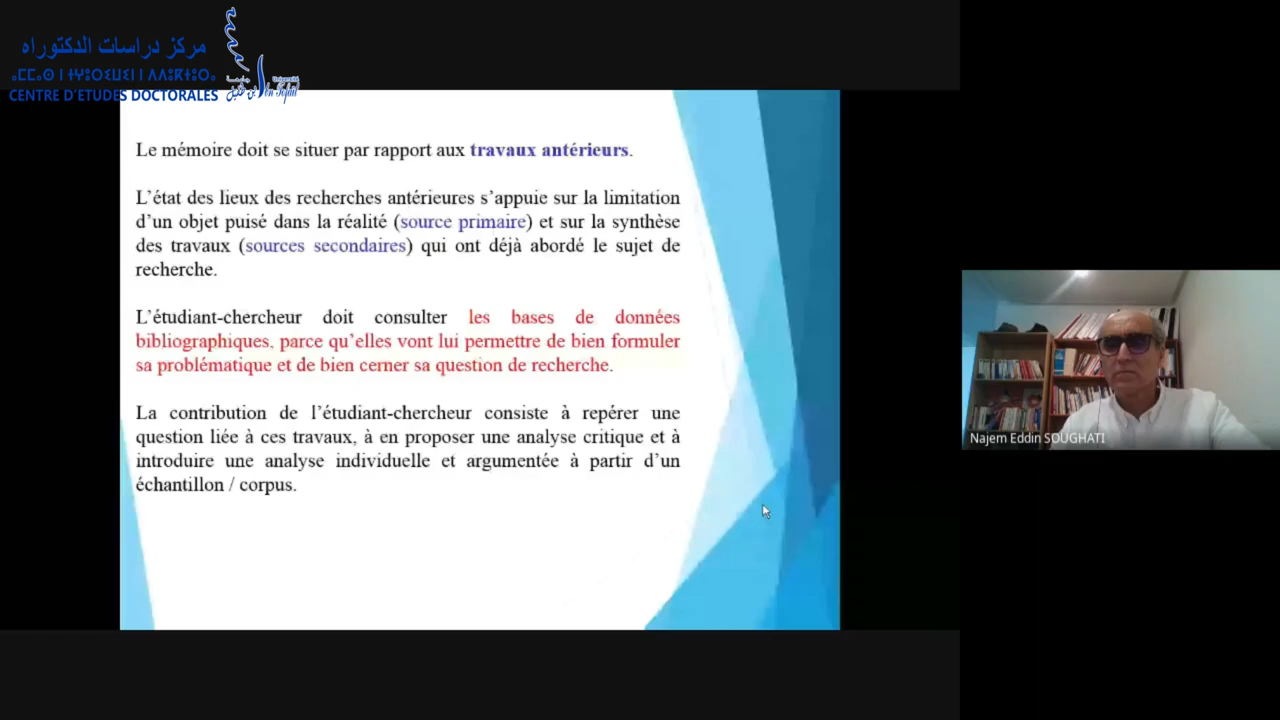 مركز دراسات الدكتوراه
CENTRE D'ETUDES DOCTORALES
Université
Le mémoire doit se situer par rapport aux travaux antérieurs.
L'état des lieux des recherches antérieures s'appuie sur la limitation
d'un objet puisé dans la réalité (source primaire) et sur la synthèse
des travaux (sources secondaires) qui ont déjà abordé le sujet de
recherche.
L'étudiant-chercheur doit consulter les bases de données
bibliographiques, parce qu'elles vont lui permettre de bien formuler
sa problématique et de bien cerner sa question de recherche.
La contribution de l'étudiant-chercheur consiste à repérer une
question liée à ces travaux, à en proposer une analyse critique et à
introduire une analyse individuelle et argumentée à partir d'un
échantillon / corpus.
Najem Eddin SOUGHATI